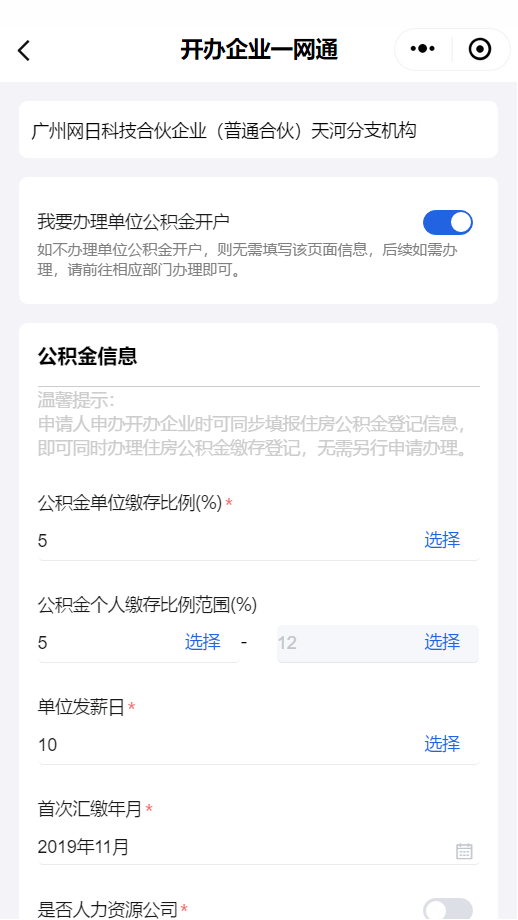 开办企业一网通
广州网日科技合伙企业（普通合伙）天河分支机构
我要办理单位公积金开户
如不办理单位公积金开户，则无需填写该页面信息，后续如需办
理，请前往相应部门办理即可。
公积金信息
温馨提示：
申请人申办开办企业时可同步填报住房公积金登记信息，
即可同时办理住房公积金缴存登记，无需另行申请办理。
公积金单位缴存比例(%)*
5 选择
公积金个人缴存比例范围(%)
5 选择 - 12 选择
单位发薪日*
10 选择
首次汇缴年月*
2019年11月
是否人力资源公司*